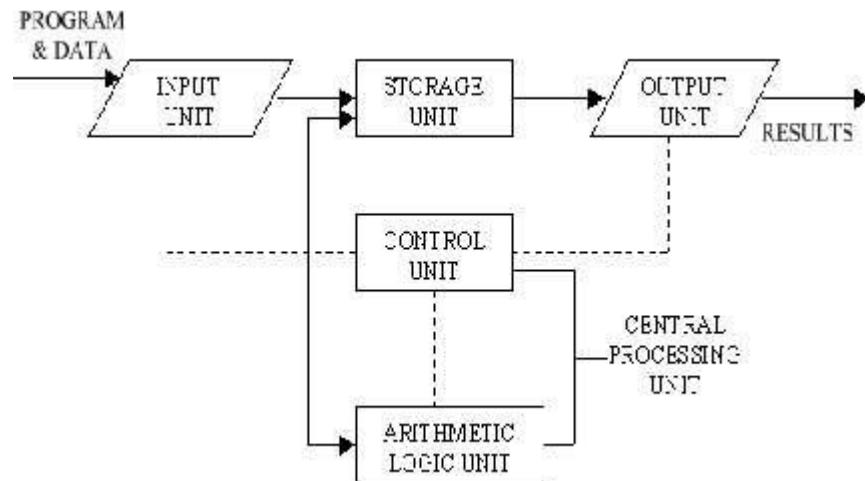 PROGRAM
& DATA
INPUT
UNIT
STORAGE
UNIT
OUTPUT
UNIT
RESULTS
CONTROL
UNIT
CENTRAL
PROCESSING
UNIT
ARITHMETIC
LOGIC UNIT